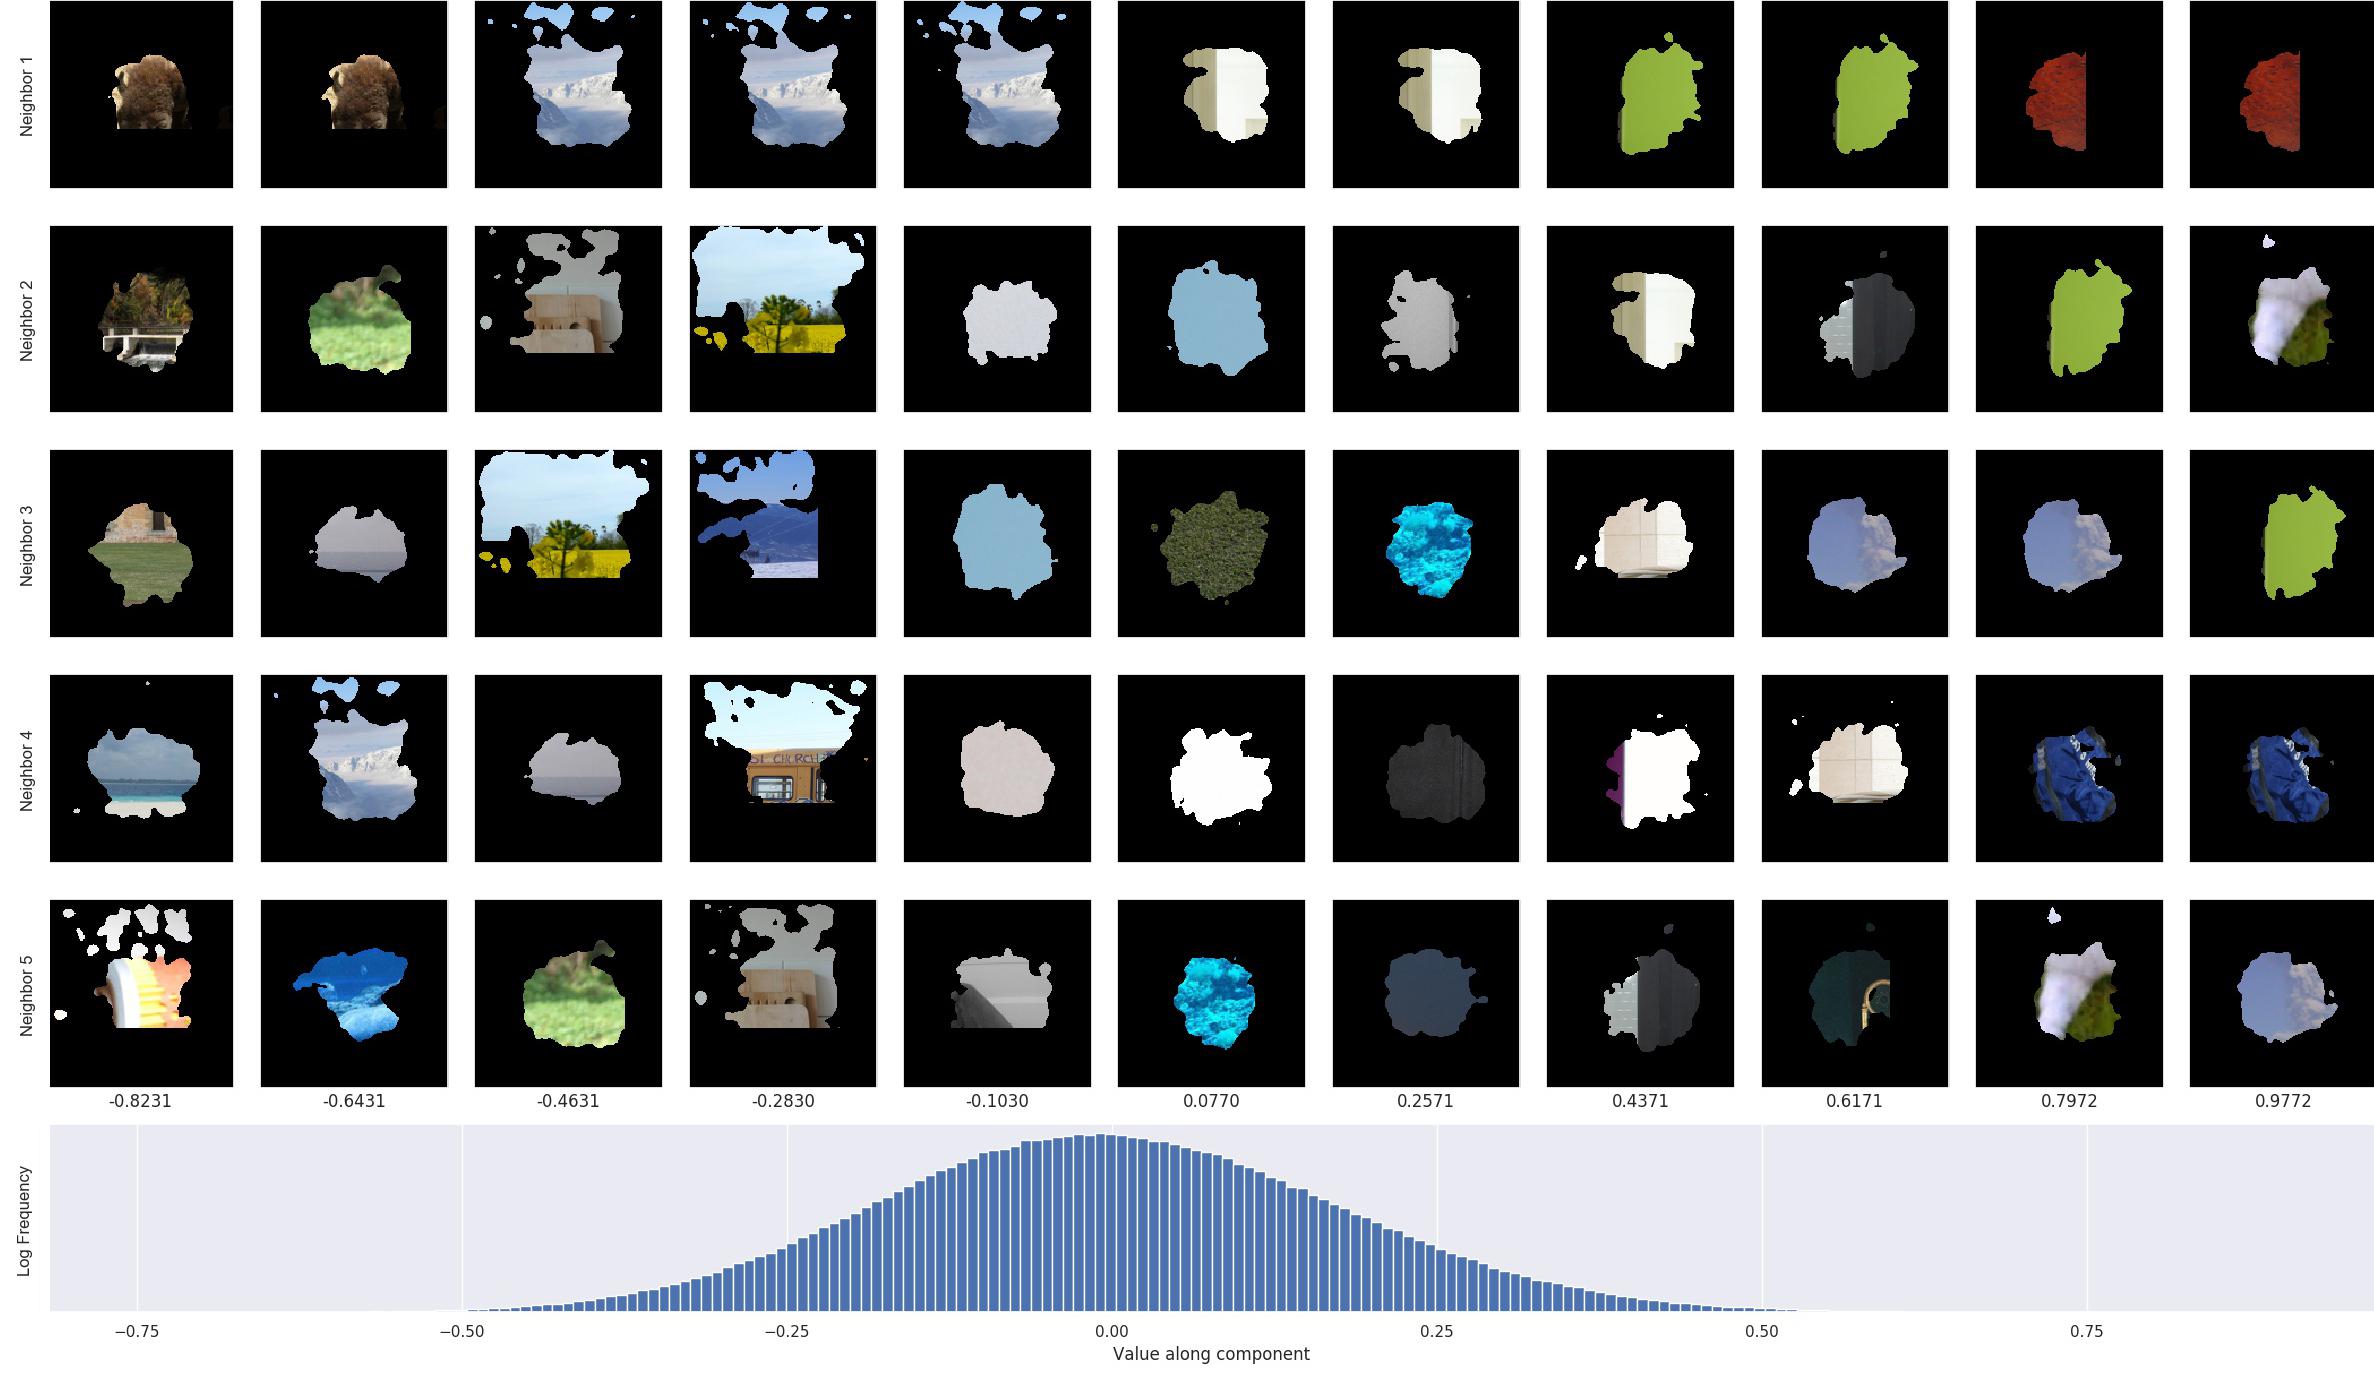 Neighbor 1
Neighbor 2
Neighbor 3
Neighbor 4
ST CHURCH
Neighbor 5
-0.8231 -0.6431 -0.4631 -0.2830 -0.1030 0.0770 0.2571 0.4371 0.6171 0.7972 0.9772
Log Frequency
−0.75 −0.50 −0.25 0.00 0.25 0.50 0.75
Value along component